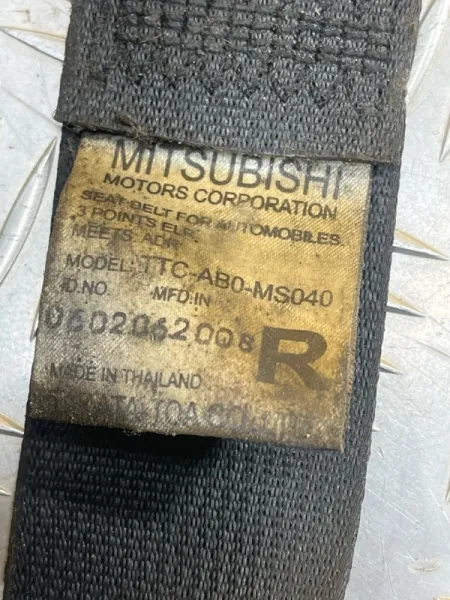 MITSUBISHI
MOTORS CORPORATION
SEAT BELT FOR AUTOMOBILES.
3 POINTS ELR.
MEETS: ADR
MODEL: TTC-AB0-MS040
ID.NO MFD.IN
0602062008 R
MADE IN THAILAND